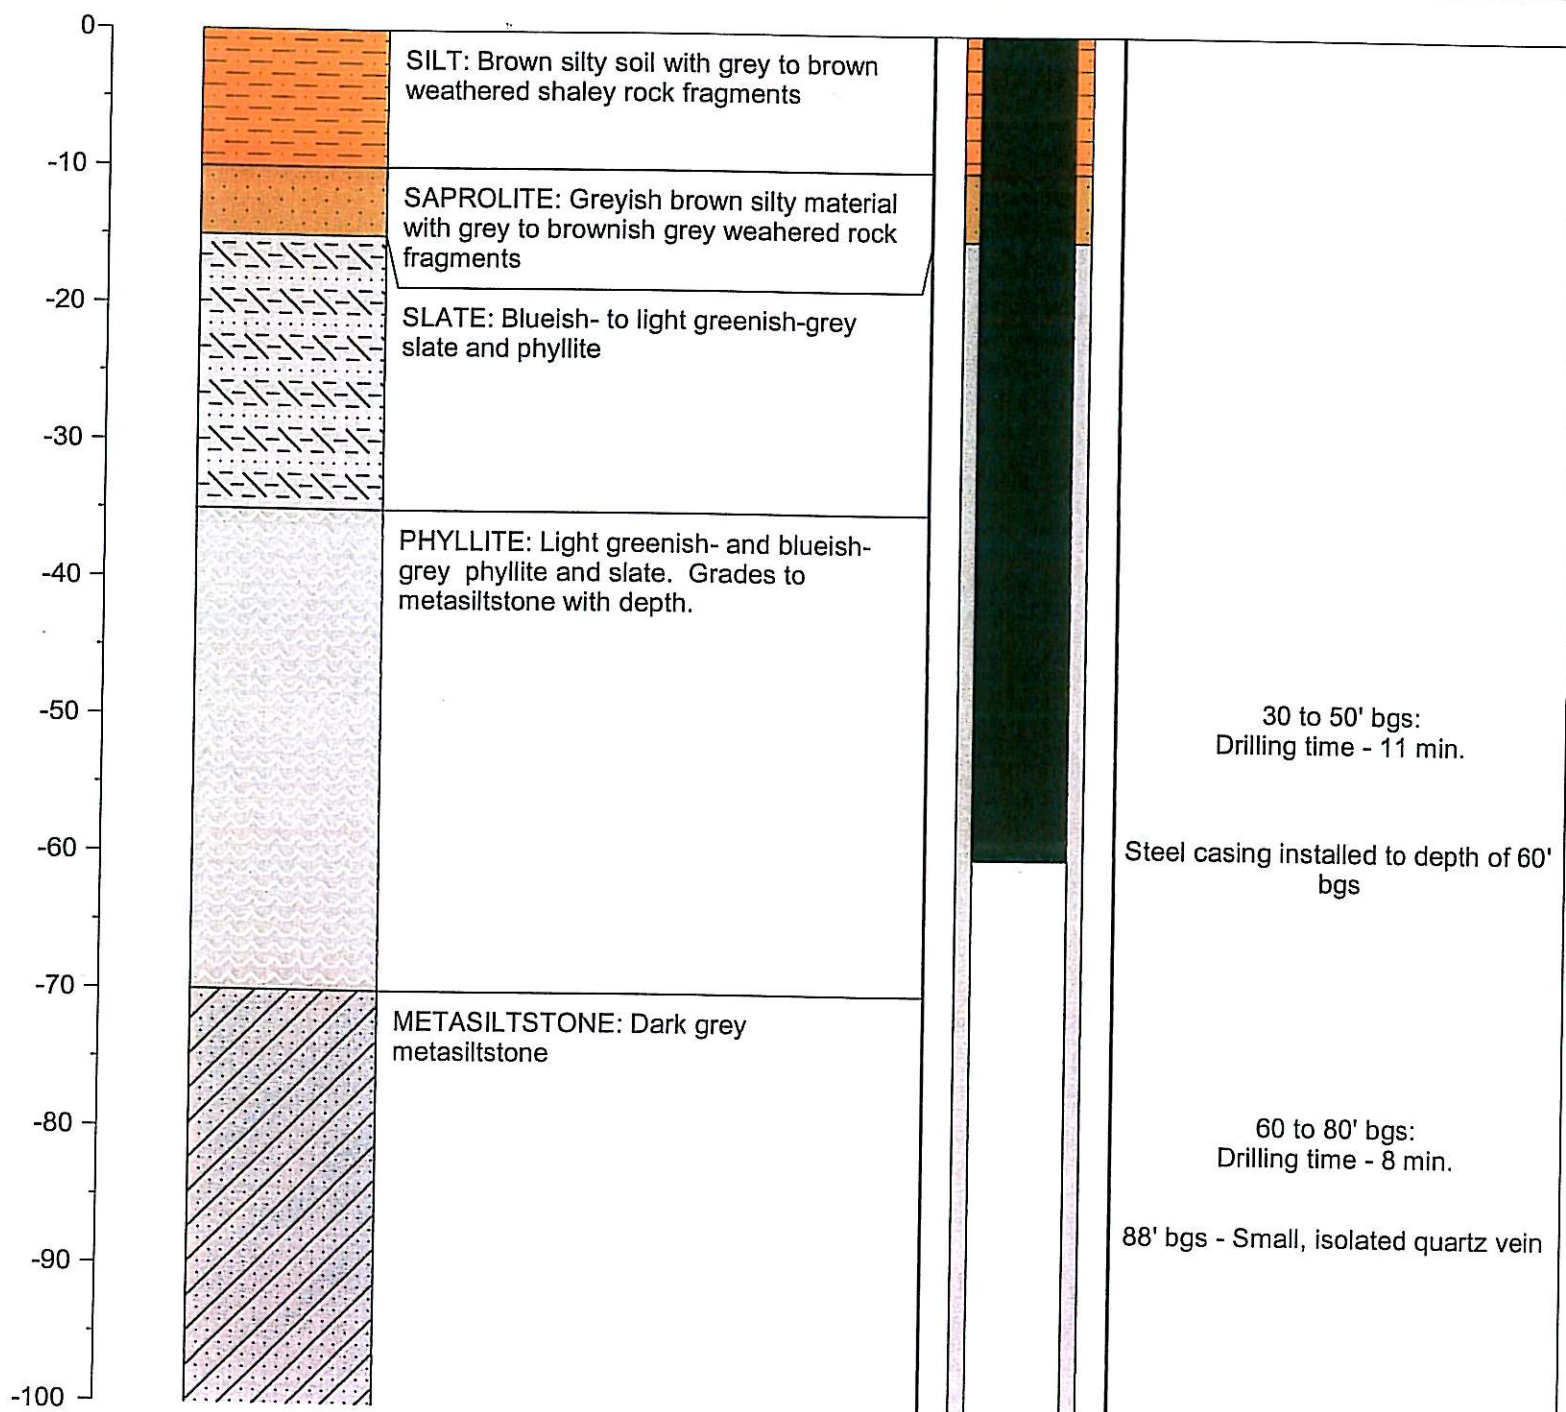 0
-10
-20
-30
-40
-50
-60
-70
-80
-90
-100
SILT: Brown silty soil with grey to brown
weathered shaley rock fragments
SAPROLITE: Greyish brown silty material
with grey to brownish grey weahered rock
fragments
SLATE: Blueish- to light greenish-grey
slate and phyllite
PHYLLITE: Light greenish- and blueish-
grey phyllite and slate. Grades to
metasiltstone with depth.
METASILTSTONE: Dark grey
metasiltstone
30 to 50' bgs:
Drilling time - 11 min.
Steel casing installed to depth of 60'
bgs
60 to 80' bgs:
Drilling time - 8 min.
88' bgs - Small, isolated quartz vein